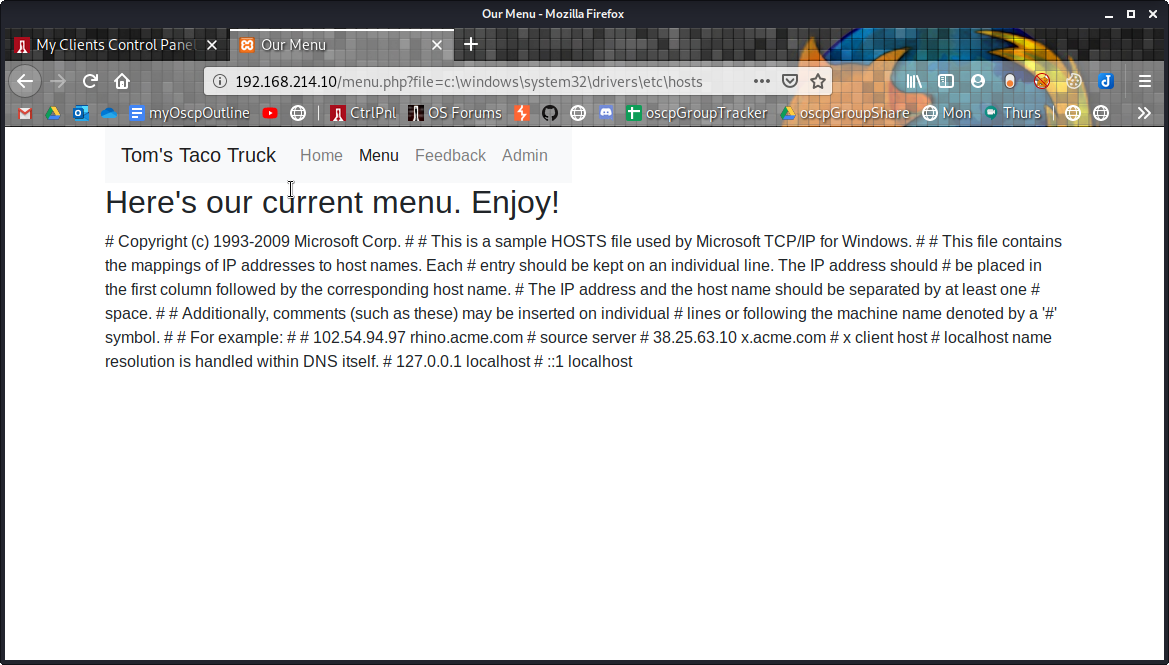 Our Menu - Mozilla Firefox
My Clients Control Pane
Our Menu
192.168.214.10/menu.php?file=c:\windows\system32\drivers\etc\hosts
myOscpOutline CtrlPnl OS Forums oscpGroupTracker oscpGroupShare Mon Thurs
Tom's Taco Truck Home Menu Feedback Admin
Here's our current menu. Enjoy!
# Copyright (c) 1993-2009 Microsoft Corp. # # This is a sample HOSTS file used by Microsoft TCP/IP for Windows. # # This file contains
the mappings of IP addresses to host names. Each # entry should be kept on an individual line. The IP address should # be placed in
the first column followed by the corresponding host name. # The IP address and the host name should be separated by at least one #
space. # # Additionally, comments (such as these) may be inserted on individual # lines or following the machine name denoted by a '#'
symbol. # # For example: # # 102.54.94.97 rhino.acme.com # source server # 38.25.63.10 x.acme.com # x client host # localhost name
resolution is handled within DNS itself. # 127.0.0.1 localhost # ::1 localhost